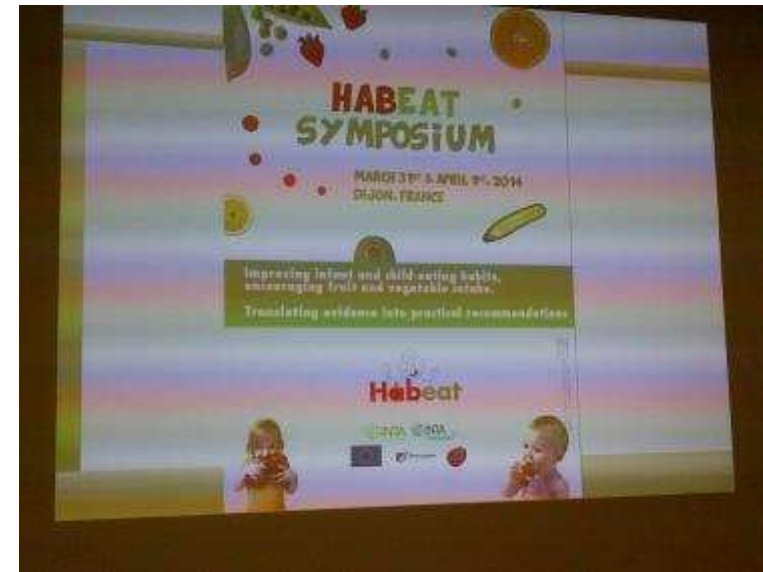 HABEAT
SYMPOSIUM
MARCH 31ST & APRIL 1ST, 2014
DIJON, FRANCE
Improving infant and child eating habits,
encouraging fruit and vegetable intake.
Translating evidence into practical recommendations
Habeat
INRA